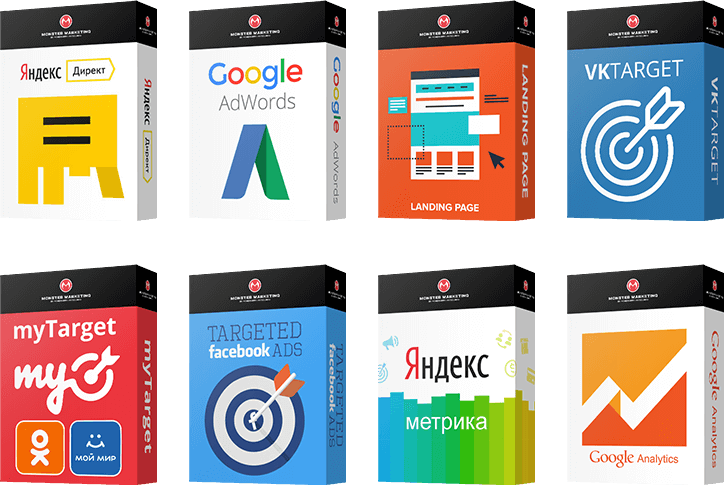 MONSTER MARKETING
Яндекс Директ
Яндекс Директ
MONSTER MARKETING
Google
AdWords
Google AdWords
MONSTER MARKETING
LANDING PAGE
LANDING PAGE
MONSTER MARKETING
VKTARGET
VKTARGET
MONSTER MARKETING
myTarget
my
МОЙ МИР
myTarget
MONSTER MARKETING
TARGETED
facebook ADS
f
TARGETED
facebook ADS
MONSTER MARKETING
Яндекс
метрика
MONSTER MARKETING
Google Analytics
Google Analytics